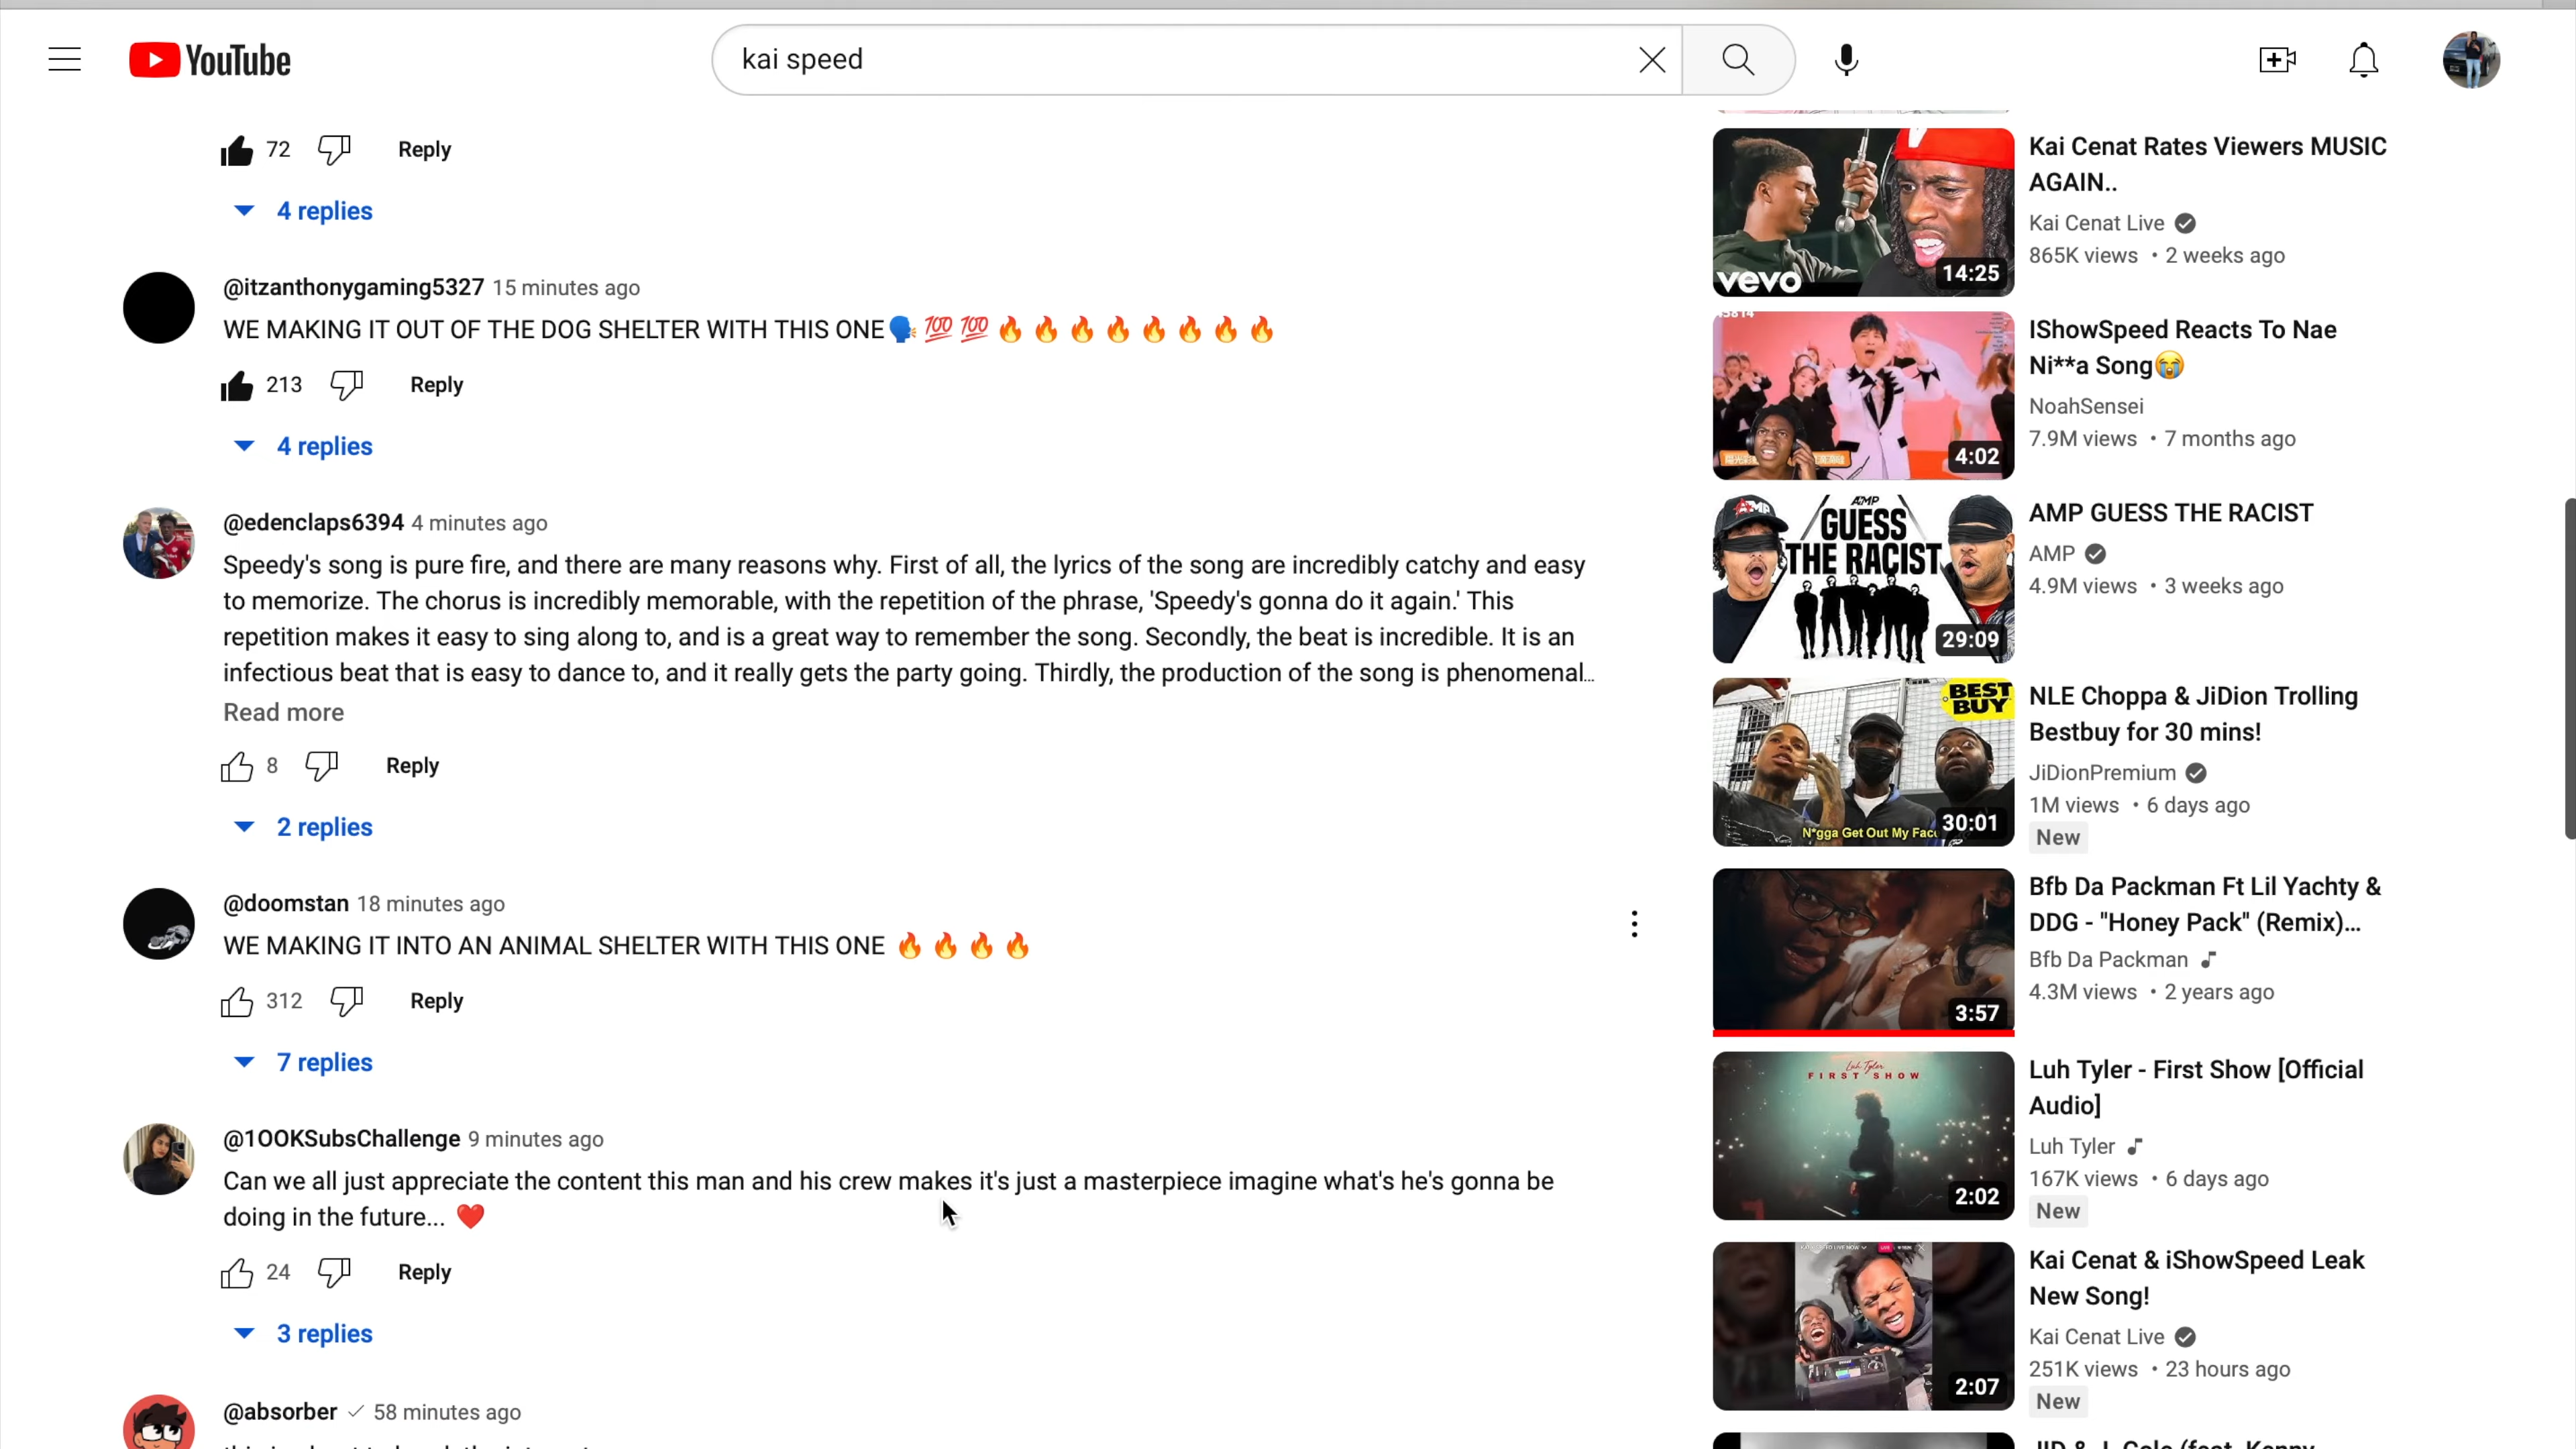 YouTube
kai speed
72
Reply
4 replies
@itzanthonygaming5327 15 minutes ago
WE MAKING IT OUT OF THE DOG SHELTER WITH THIS ONE🗣️💯💯🔥🔥🔥🔥🔥🔥🔥🔥
213
Reply
4 replies
@edenclaps6394 4 minutes ago
Speedy's song is pure fire, and there are many reasons why. First of all, the lyrics of the song are incredibly catchy and easy
to memorize. The chorus is incredibly memorable, with the repetition of the phrase, 'Speedy's gonna do it again.' This
repetition makes it easy to sing along to, and is a great way to remember the song. Secondly, the beat is incredible. It is an
infectious beat that is easy to dance to, and it really gets the party going. Thirdly, the production of the song is phenomenal...
Read more
8
Reply
2 replies
@doomstan 18 minutes ago
WE MAKING IT INTO AN ANIMAL SHELTER WITH THIS ONE 🔥🔥🔥🔥
312
Reply
7 replies
@1OOKSubsChallenge 9 minutes ago
Can we all just appreciate the content this man and his crew makes it's just a masterpiece imagine what's he's gonna be
doing in the future... ❤️
24
Reply
3 replies
@absorber 58 minutes ago
vevo
14:25
Kai Cenat Rates Viewers MUSIC
AGAIN..
Kai Cenat Live
865K views • 2 weeks ago
4:02
IShowSpeed Reacts To Nae
Ni**a Song😭
NoahSensei
7.9M views • 7 months ago
AMP
GUESS
THE RACIST
29:09
AMP GUESS THE RACIST
AMP
4.9M views • 3 weeks ago
BEST
BUY
N*gga Get Out My Face
30:01
NLE Choppa & JiDion Trolling
Bestbuy for 30 mins!
JiDionPremium
1M views • 6 days ago
New
3:57
Bfb Da Packman Ft Lil Yachty &
DDG - "Honey Pack" (Remix)...
Bfb Da Packman
4.3M views • 2 years ago
Luh Tyler
FIRST SHOW
2:02
Luh Tyler - First Show [Official
Audio]
Luh Tyler
167K views • 6 days ago
New
2:07
Kai Cenat & iShowSpeed Leak
New Song!
Kai Cenat Live
251K views • 23 hours ago
New